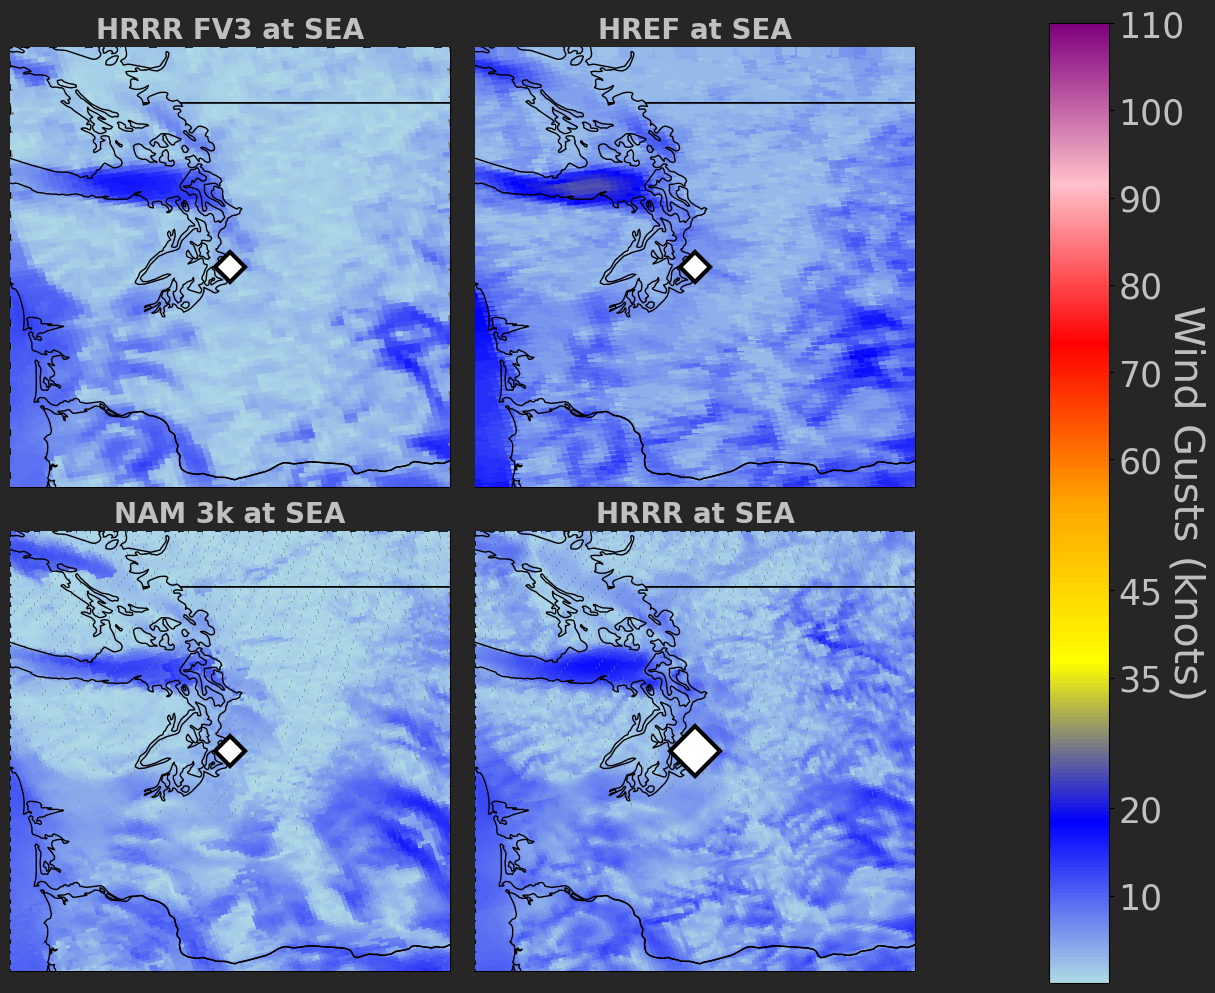 HRRR FV3 at SEA
HREF at SEA
NAM 3k at SEA
HRRR at SEA
110
100
90
80
70
60
45
35
20
10
Wind Gusts (knots)